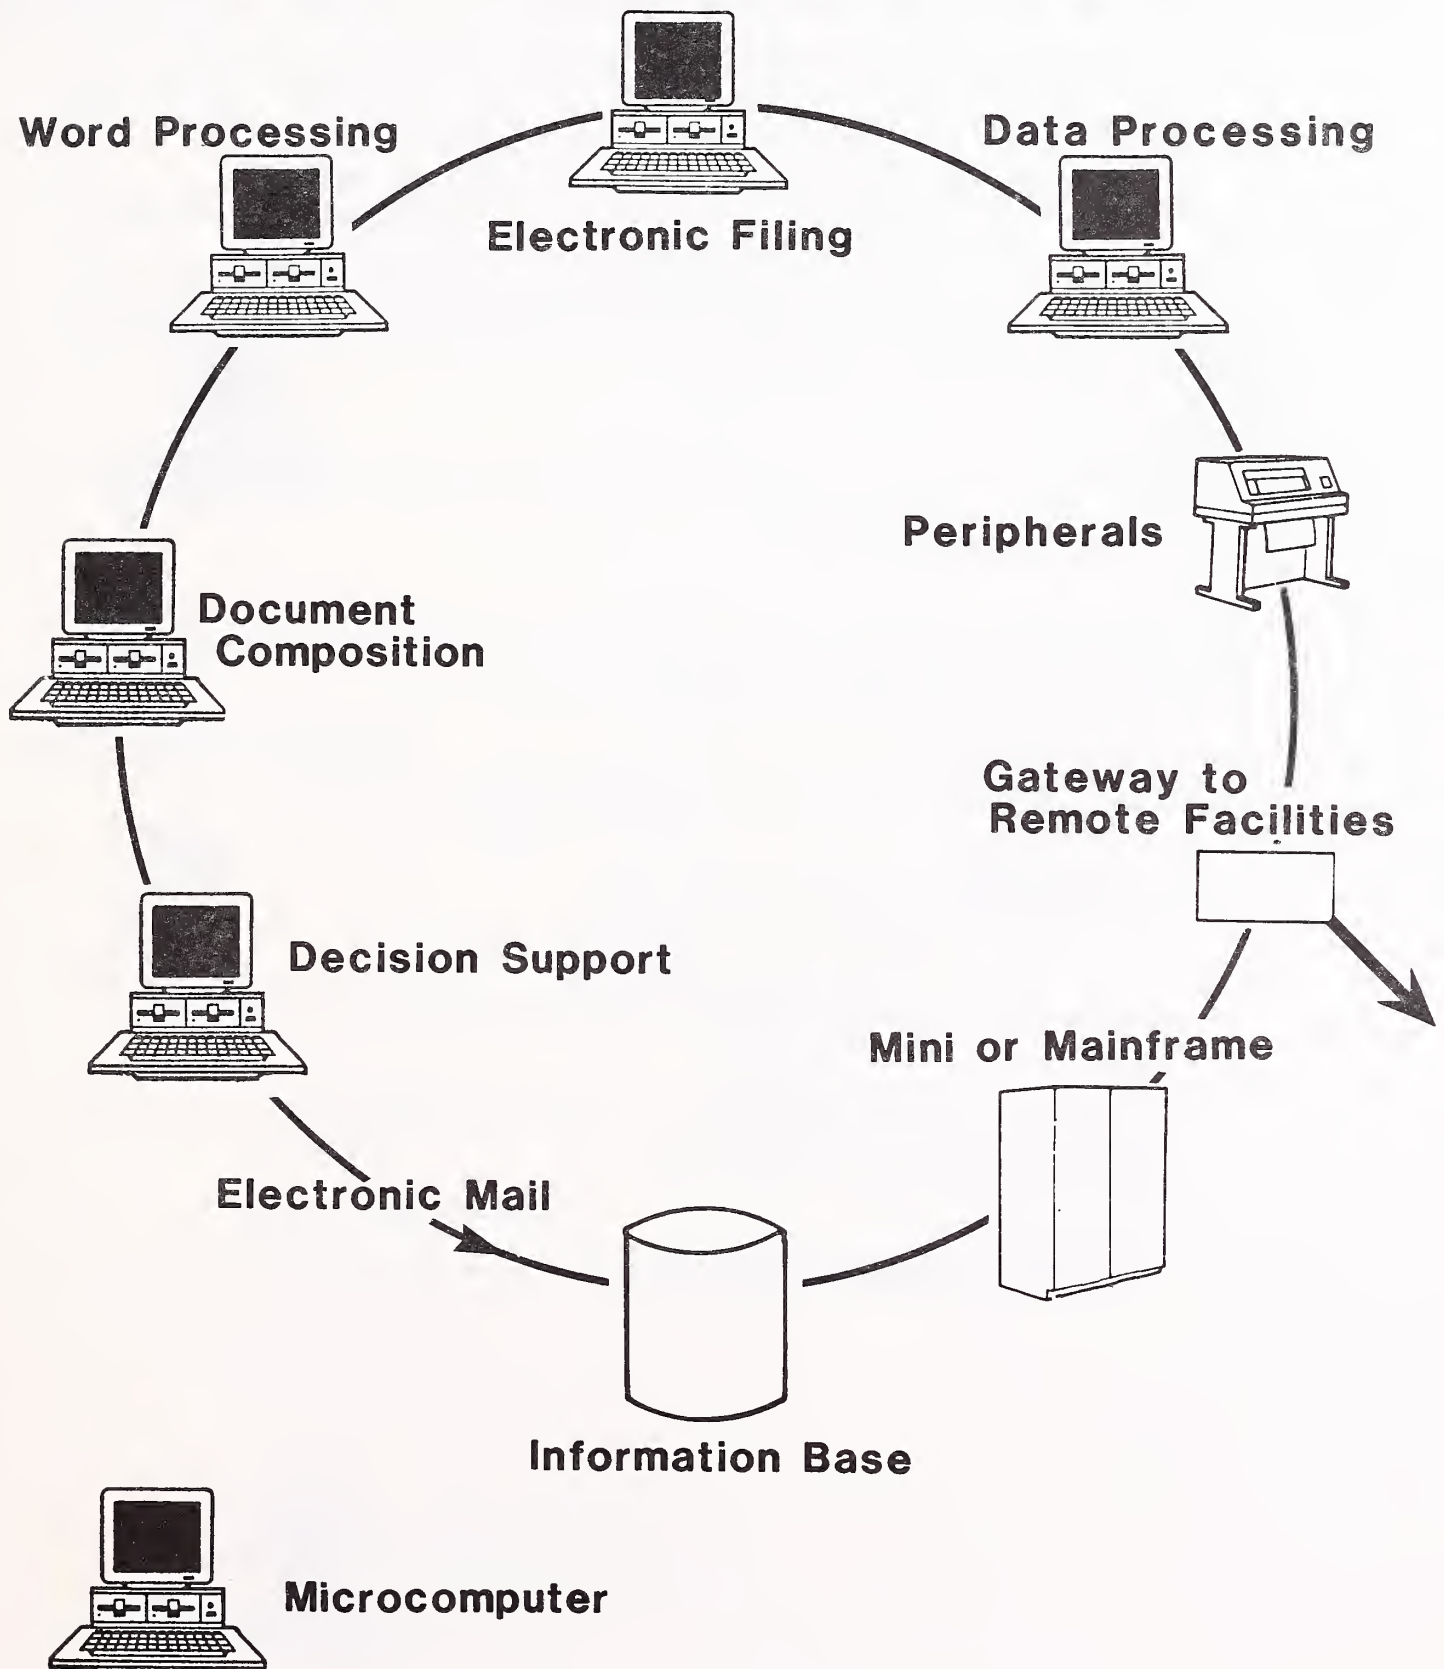 Word Processing
Data Processing
Electronic Filing
Peripherals
Document
Composition
Gateway to
Remote Facilities
Decision Support
Mini or Mainframe
Electronic Mail
Information Base
Microcomputer